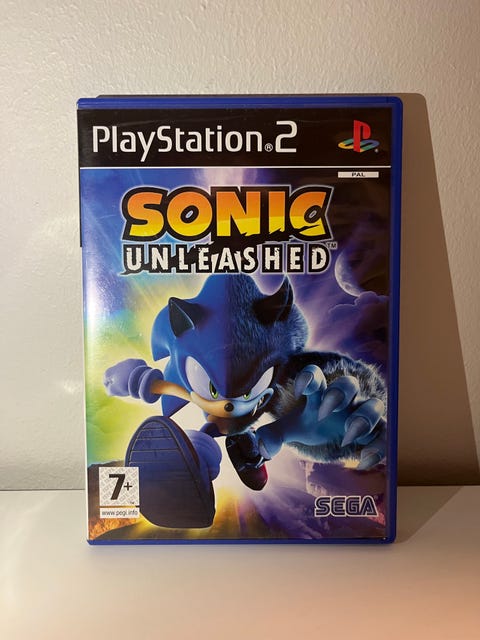 PlayStation®2
PAL
SONIC
UNLEASHED™
7+
www.pegi.info
SEGA